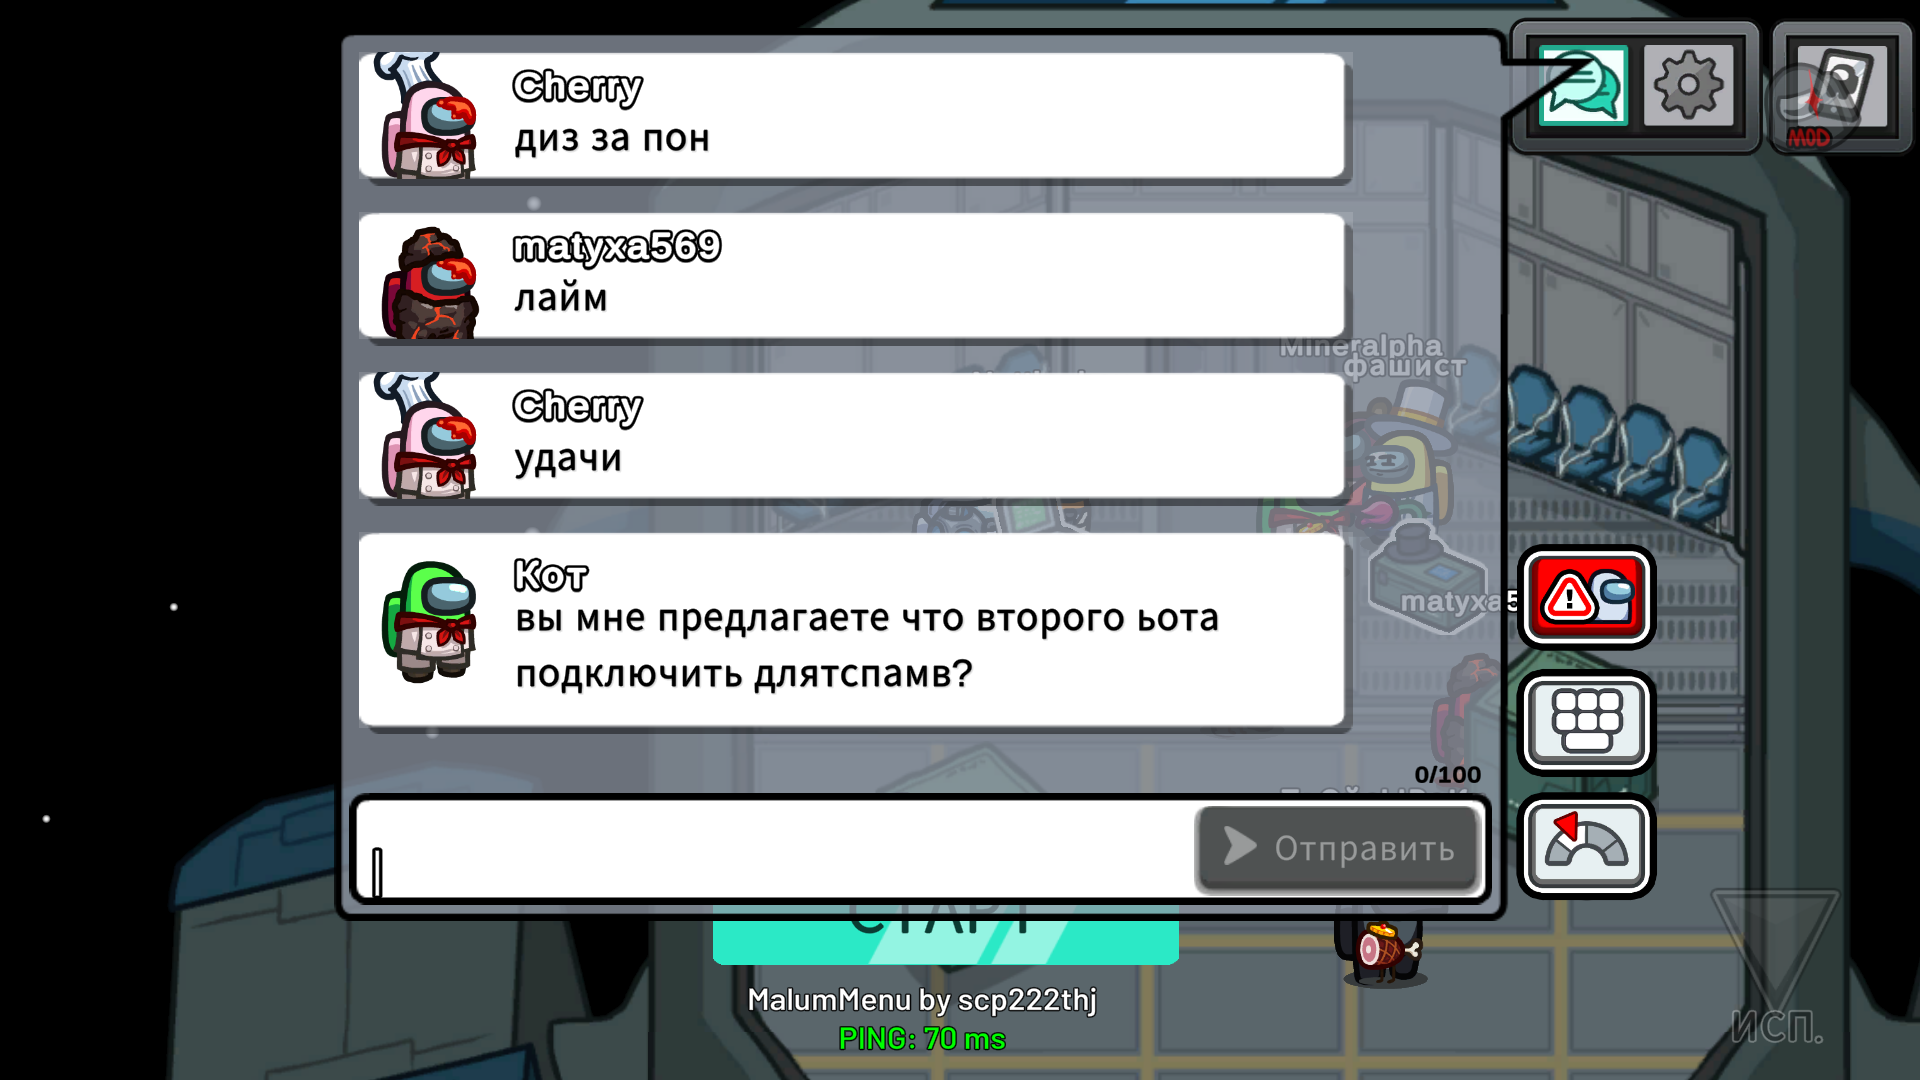 Cherry
диз за пон
matyxa569
лайм
Cherry
удачи
Кот
вы мне предлагаете что второго ьота
подключить длятспамв?
0/100
Отправить
MOD
Mineralpha
фашист
matyxa5
СТАРТ
MalumMenu by scp222thj
PING: 70 ms
ИСП.